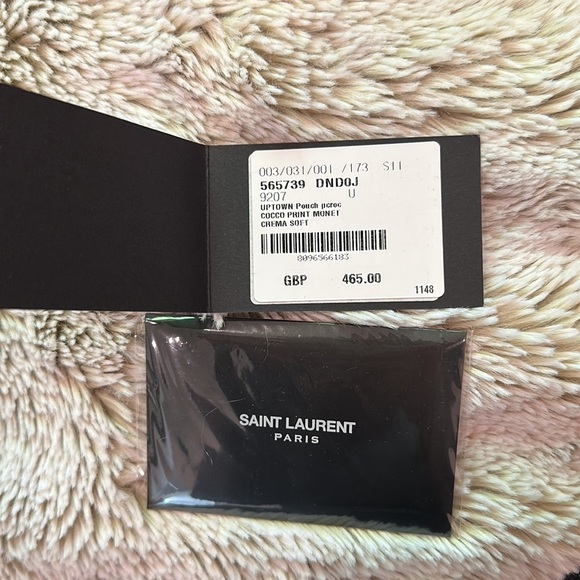 003/031/001 /173 S11
565739 DND0J
9207 U
UPTOWN Pouch pcroc
COCCO PRINT MONET
CREMA SOFT
8096566183
GBP 465.00
1148
SAINT LAURENT
PARIS